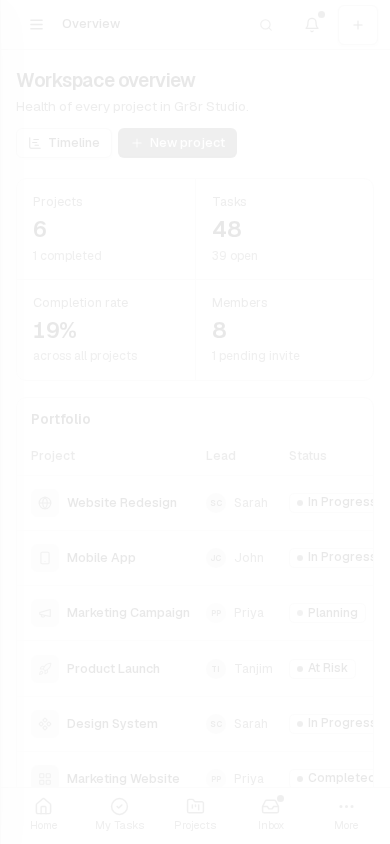 Overview
Workspace overview
Health of every project in Gr8r Studio.
Timeline
New project
Projects
Tasks
6
48
1 completed
39 open
Completion rate
Members
19%
8
across all projects
1 pending invite
Portfolio
Project Lead Status
Website Redesign SC Sarah In Progress
Mobile App JC John In Progress
Marketing Campaign PP Priya Planning
Product Launch Tanjim At Risk
Design System SC Sarah In Progress
Marketing Website PP Priya Completed
Home My Tasks Projects Inbox More